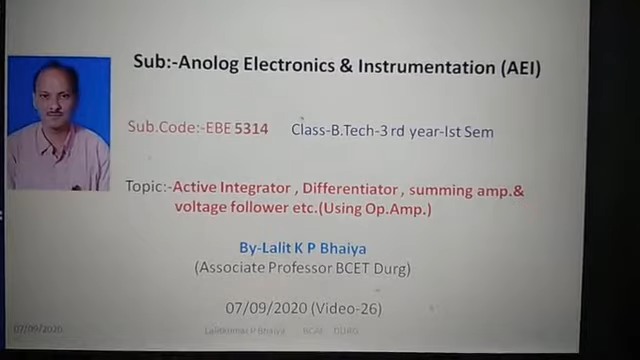 Sub:-Anolog Electronics & Instrumentation (AEI)
Sub.Code:-EBE 5314 Class-B.Tech-3 rd year-Ist Sem
Topic:-Active Integrator , Differentiator , summing amp.&
voltage follower etc.(Using Op.Amp.)
By-Lalit K P Bhaiya
(Associate Professor BCET Durg)
07/09/2020 (Video-26)
07/09/2020 Lalitkumar P Bhaiya DURG